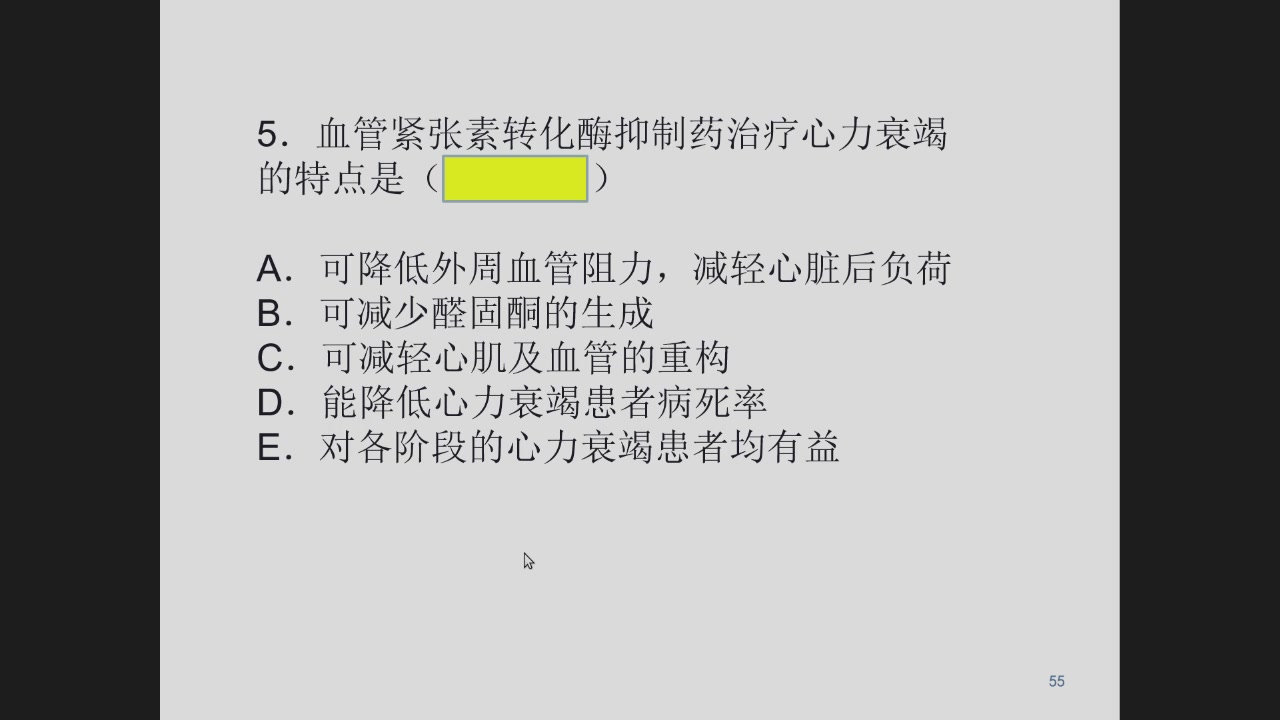 5．血管紧张素转化酶抑制药治疗心力衰竭
的特点是（ ）
A．可降低外周血管阻力，减轻心脏后负荷
B．可减少醛固酮的生成
C．可减轻心肌及血管的重构
D．能降低心力衰竭患者病死率
E．对各阶段的心力衰竭患者均有益
55